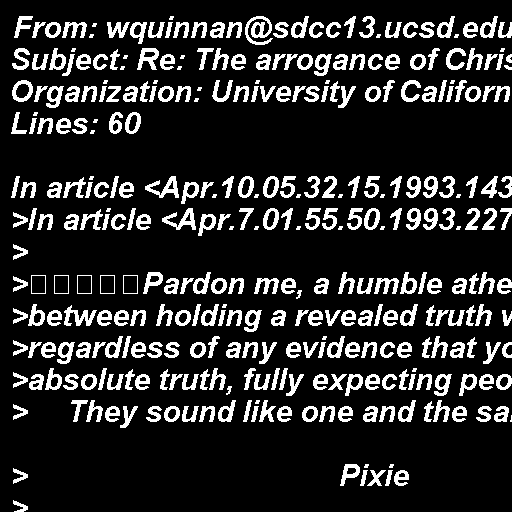 From: wquinnan@sdcc13.ucsd.edu
Subject: Re: The arrogance of Chris
Organization: University of Californ
Lines: 60
In article <Apr.10.05.32.15.1993.143
>In article <Apr.7.01.55.50.1993.227
>
>□□□□□Pardon me, a humble athe
>between holding a revealed truth w
>regardless of any evidence that yo
>absolute truth, fully expecting peo
> They sound like one and the sa
> Pixie
>